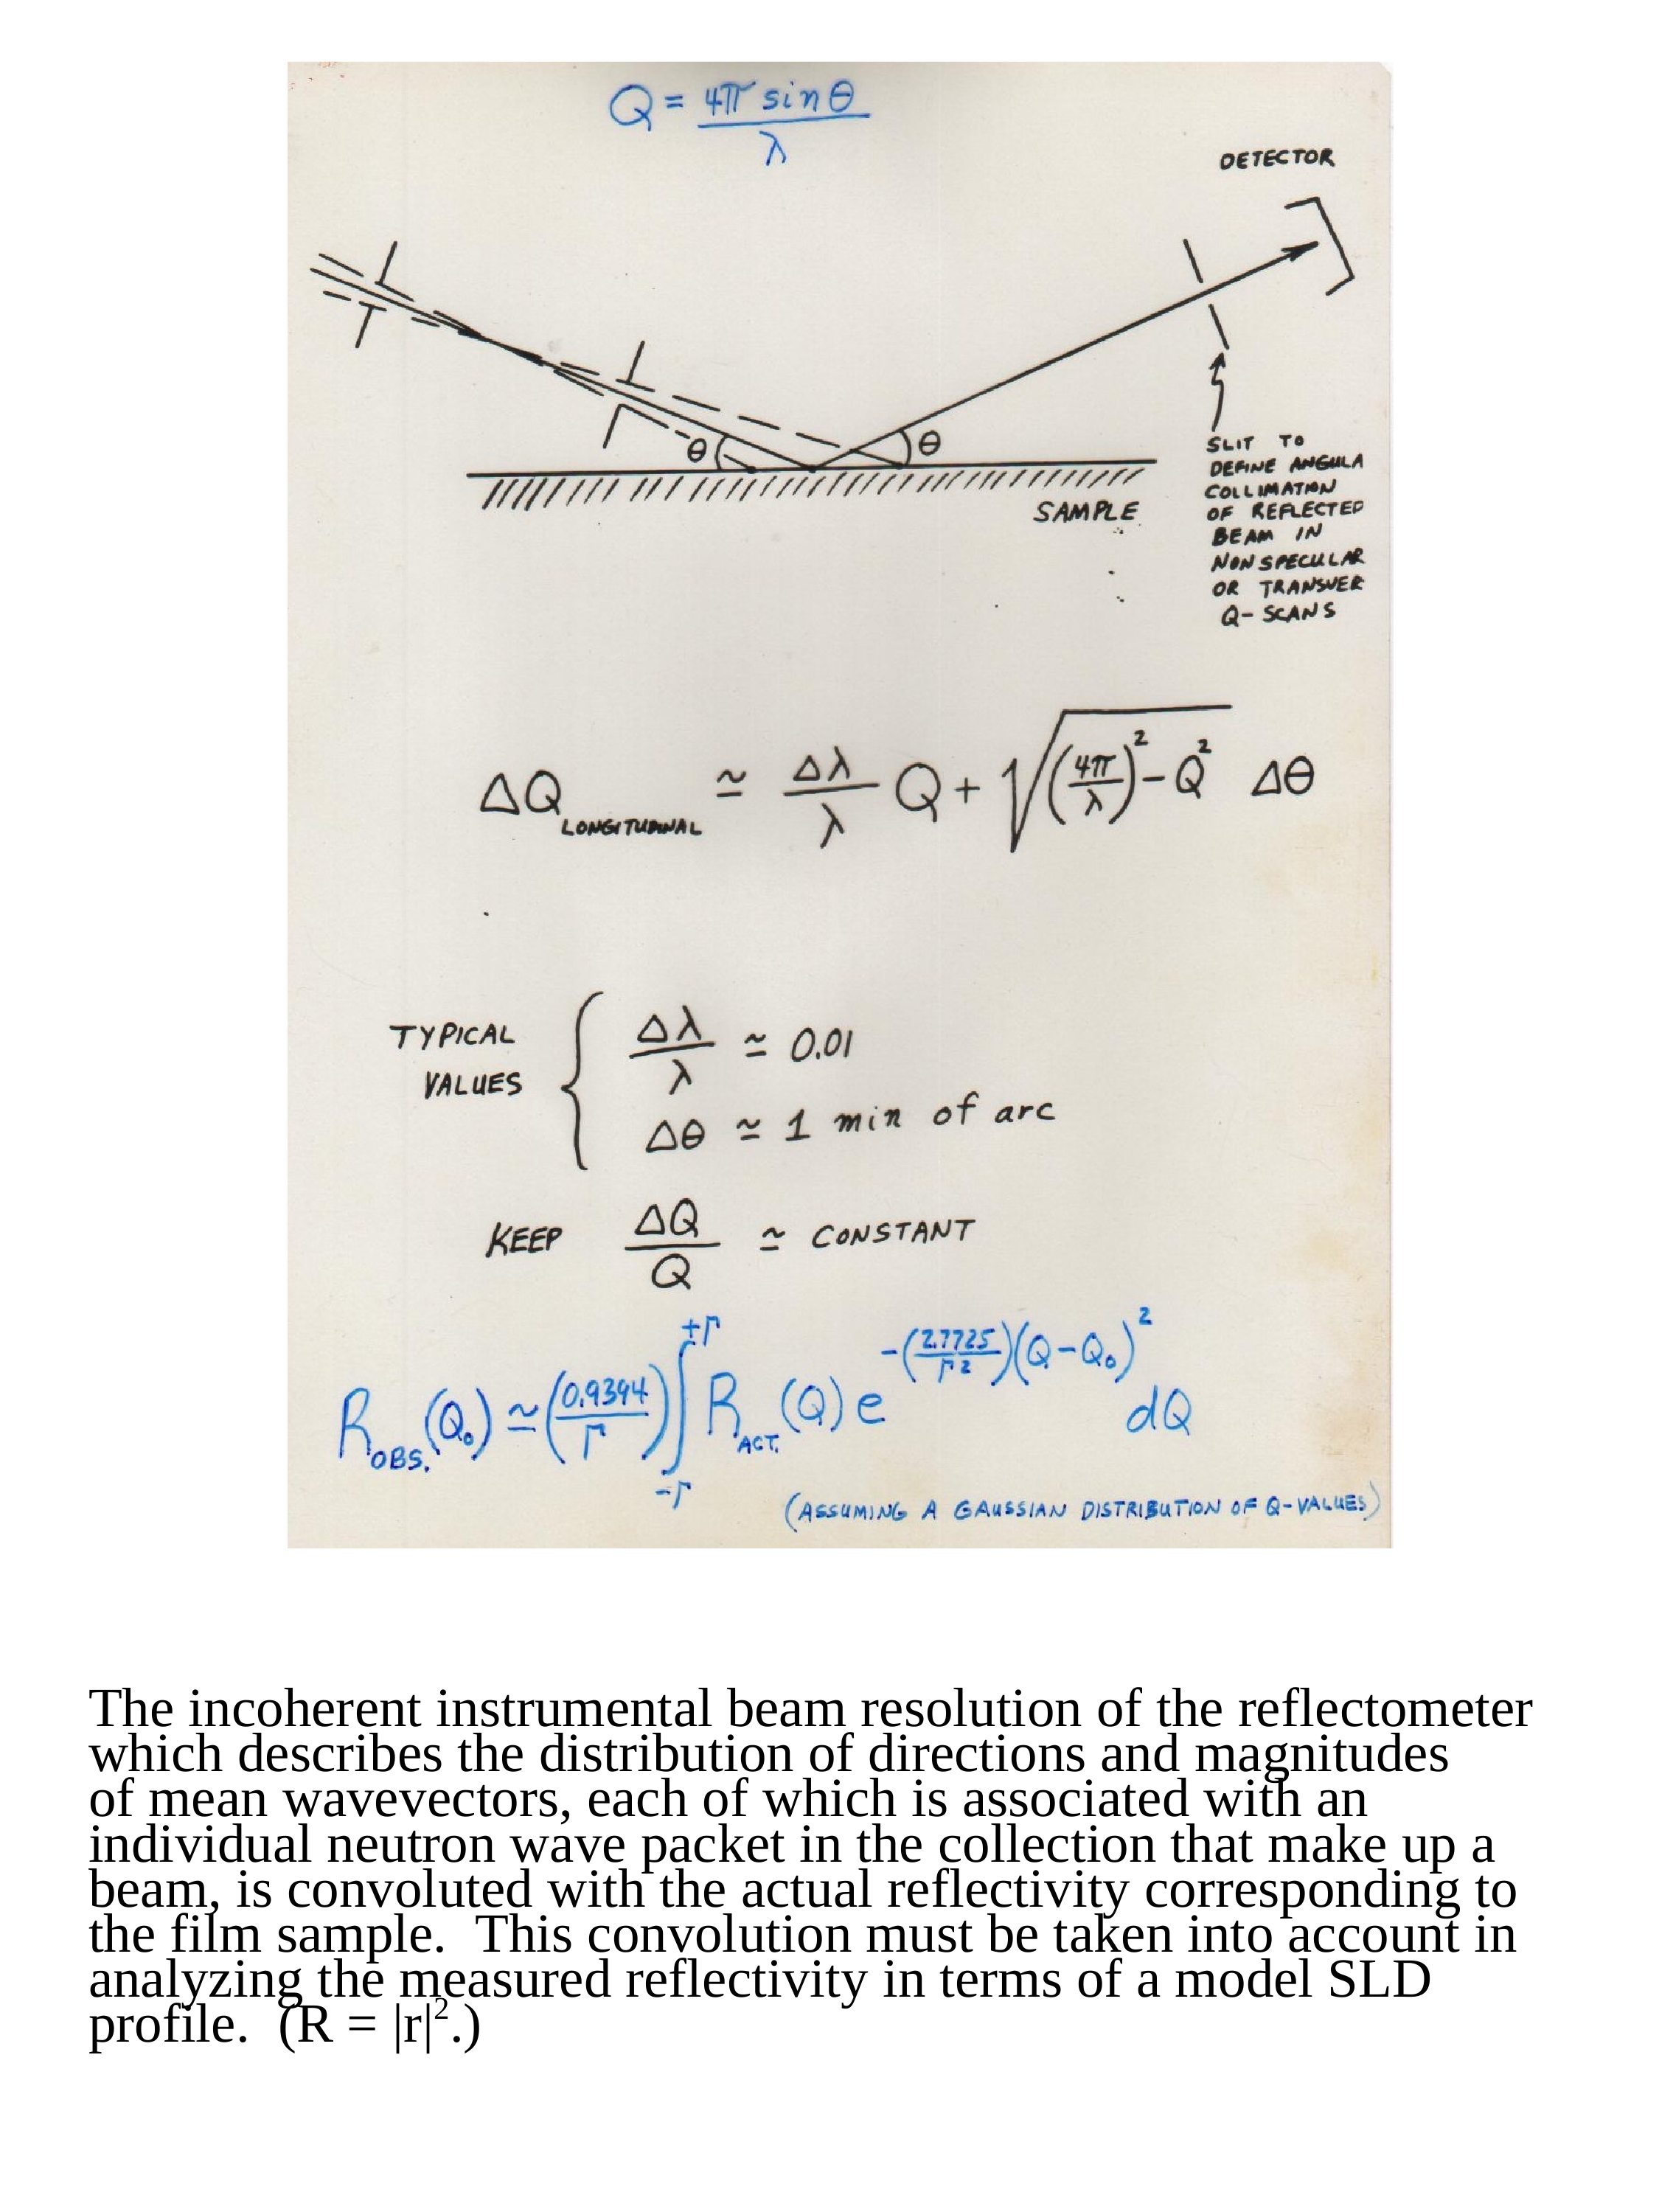 Q = 4π sinθ / λ
DETECTOR
θ
θ
SAMPLE
SLIT TO
DEFINE ANGULA
COLLIMATION
OF REFLECTED
BEAM IN
NONSPECULAR
OR TRANSVER
Q-SCANS
ΔQ LONGITUDINAL ≃ Δλ/λ Q + √((4π/λ)² − Q²) Δθ
TYPICAL
VALUES
Δλ/λ ≃ 0.01
Δθ ≃ 1 min of arc
KEEP ΔQ/Q ≃ CONSTANT
R OBS. (Q₀) ≃ (0.9394/Γ) ∫ −Γ +Γ R ACT. (Q) e^−(2.7725/Γ²)(Q−Q₀)² dQ
(ASSUMING A GAUSSIAN DISTRIBUTION OF Q-VALUES)
The incoherent instrumental beam resolution of the reflectometer
which describes the distribution of directions and magnitudes
of mean wavevectors, each of which is associated with an
individual neutron wave packet in the collection that make up a
beam, is convoluted with the actual reflectivity corresponding to
the film sample.  This convolution must be taken into account in
analyzing the measured reflectivity in terms of a model SLD
profile.  (R = |r|².)